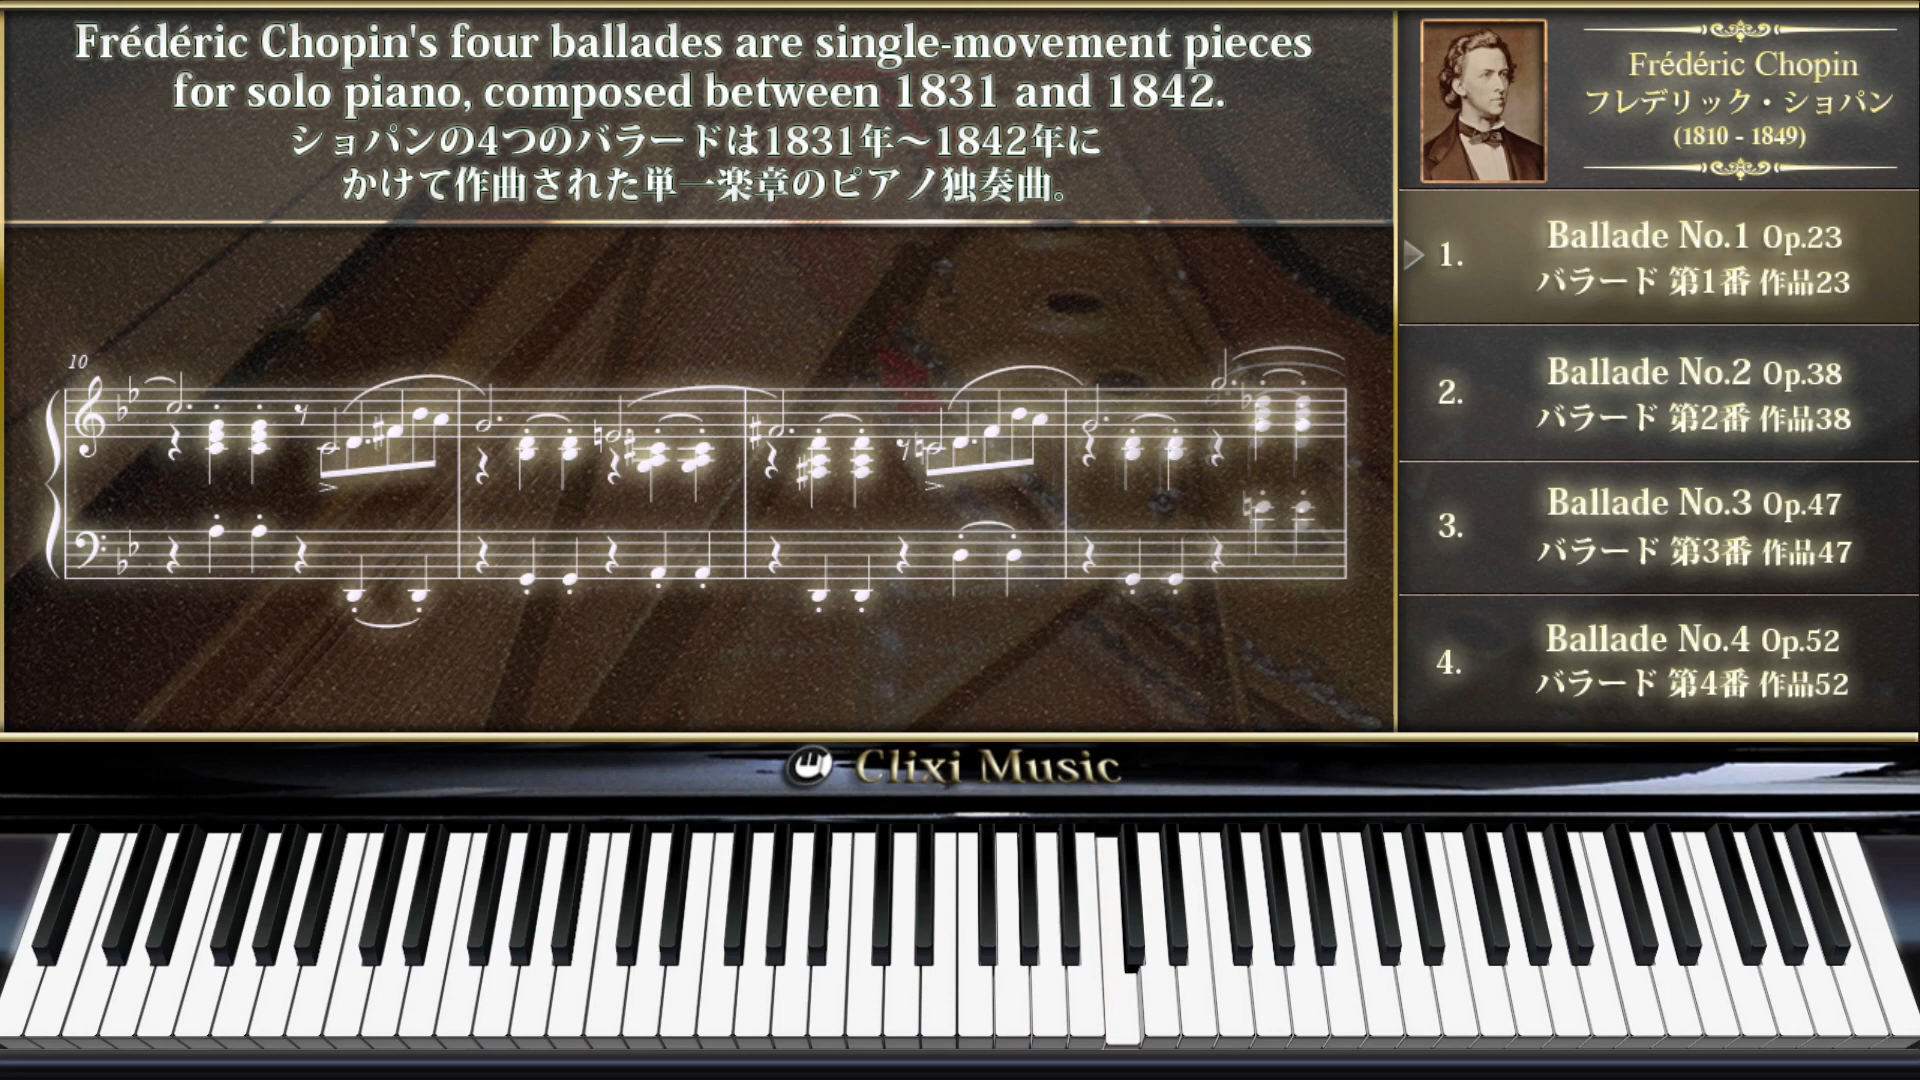 Frédéric Chopin's four ballades are single-movement pieces
for solo piano, composed between 1831 and 1842.
ショパンの4つのバラードは1831年～1842年に
かけて作曲された単一楽章のピアノ独奏曲。
Frédéric Chopin
フレデリック・ショパン
(1810 - 1849)
1.
Ballade No.1 Op.23
バラード 第1番 作品23
2.
Ballade No.2 Op.38
バラード 第2番 作品38
3.
Ballade No.3 Op.47
バラード 第3番 作品47
4.
Ballade No.4 Op.52
バラード 第4番 作品52
10
Clixi Music